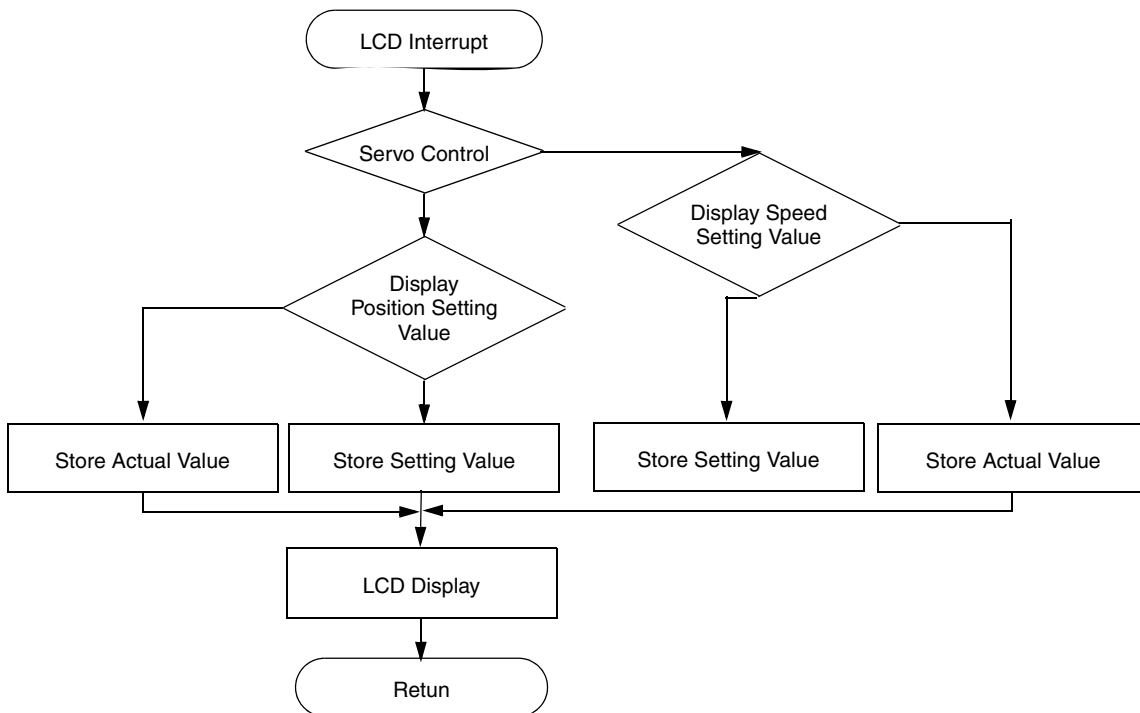 LCD Interrupt
Servo Control
Display Speed
Setting Value
Display
Position Setting
Value
Store Actual Value
Store Setting Value
Store Setting Value
Store Actual Value
LCD Display
Retun